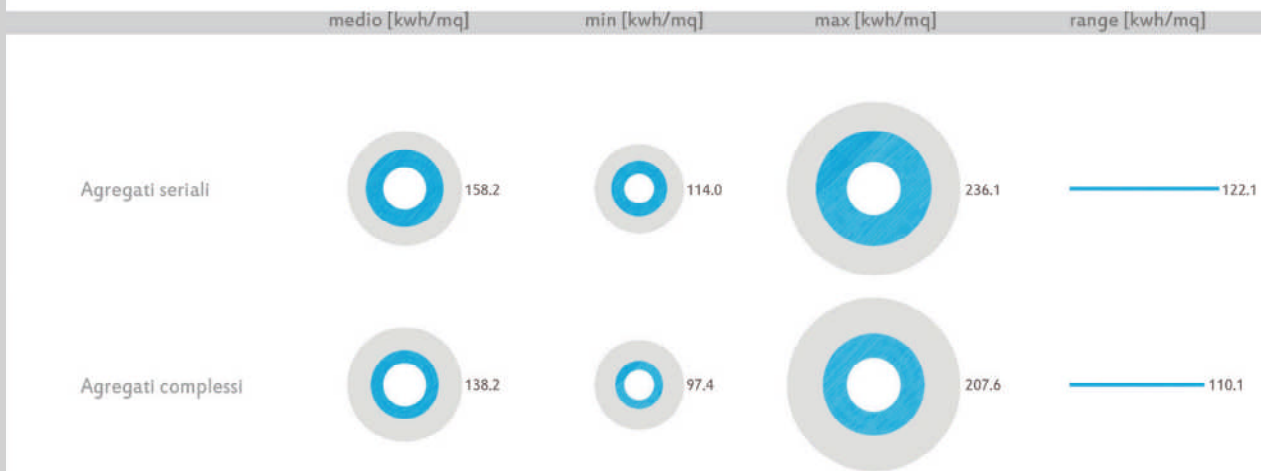 medio [kwh/mq] min [kwh/mq] max [kwh/mq] range [kwh/mq]
Agregati seriali 158.2 114.0 236.1 122.1
Agregati complessi 138.2 97.4 207.6 110.1